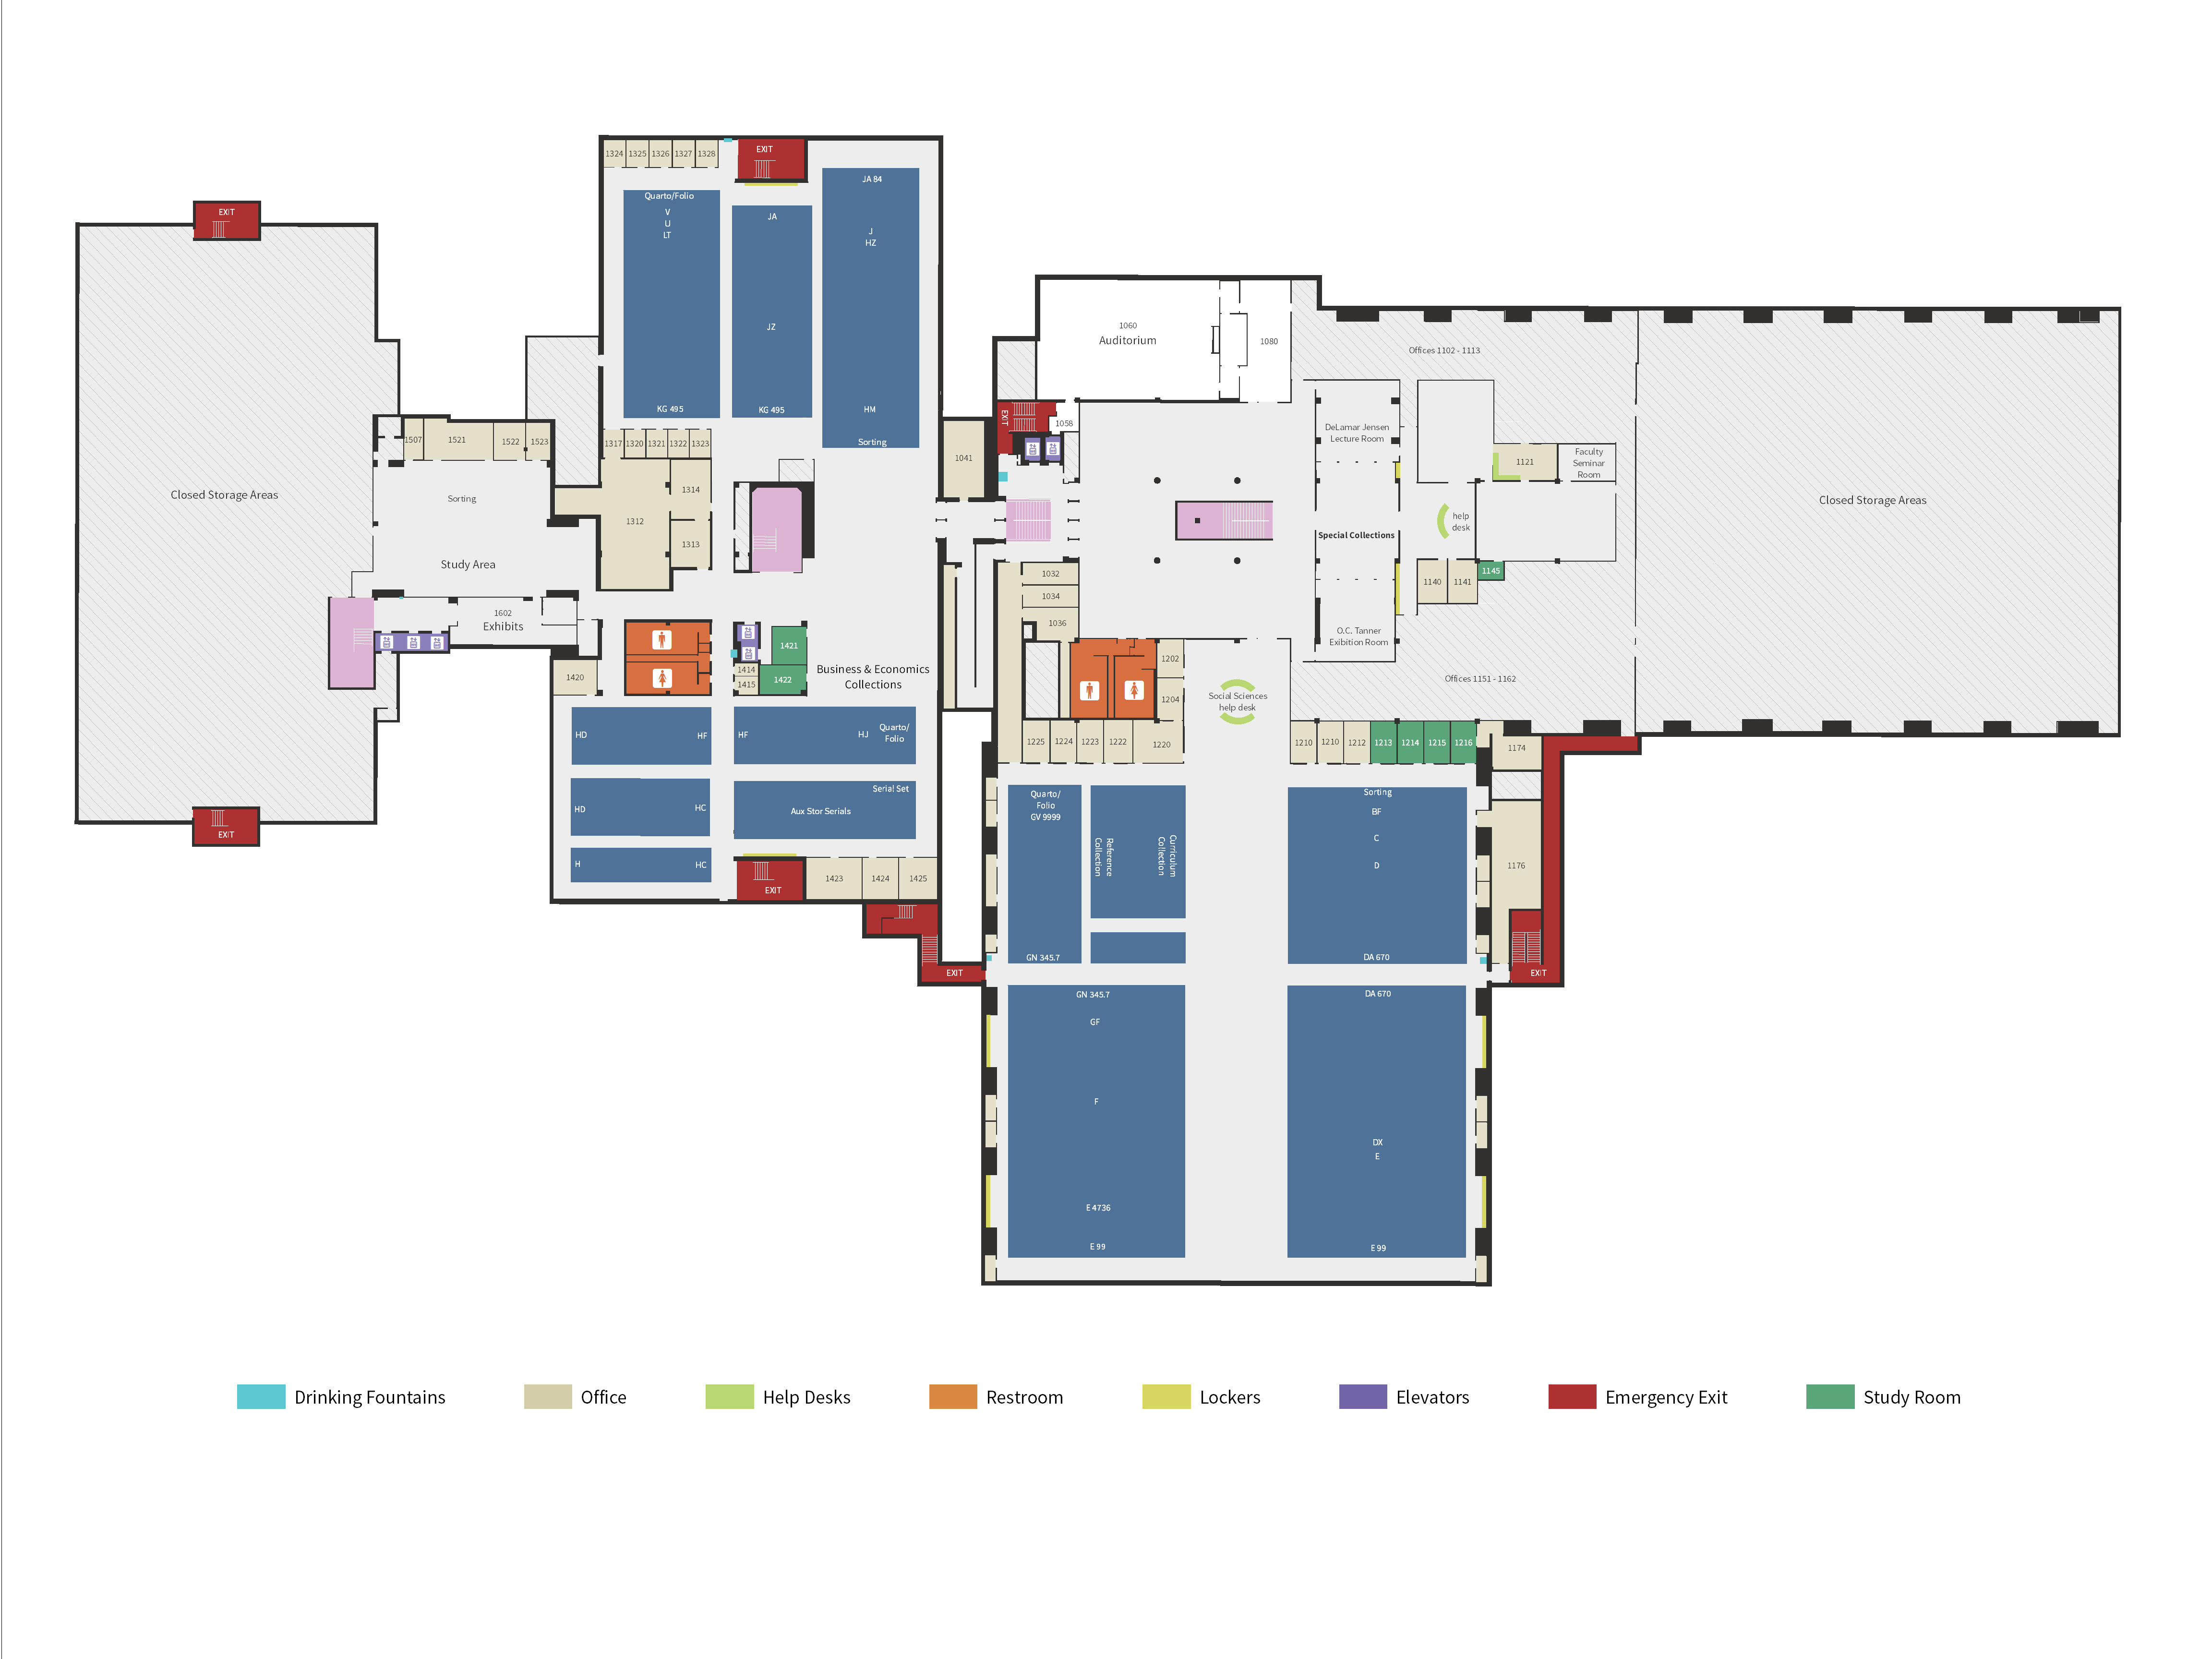 EXIT
Closed Storage Areas
EXIT
1507
1521
1522
1523
Sorting
Study Area
1602
Exhibits
1324
1325
1326
1327
1328
EXIT
Quarto/Folio
V
U
LT
KG 495
JA
JZ
KG 495
JA 84
J
HZ
HM
Sorting
1317
1320
1321
1322
1323
1314
1312
1313
1420
1421
1414
1415
1422
Business & Economics
Collections
HD
HF
HF
HJ
Quarto/
Folio
HD
HC
Serial Set
Aux Stor Serials
H
HC
EXIT
1423
1424
1425
EXIT
1041
1060
Auditorium
1080
EXIT
1058
1032
1034
1036
1202
1204
1225
1224
1223
1222
1220
Social Sciences
help desk
Offices 1102 - 1113
DeLamar Jensen
Lecture Room
1121
Faculty
Seminar
Room
help
desk
Special Collections
1140
1141
1145
O.C. Tanner
Exibition Room
Offices 1151 - 1162
Closed Storage Areas
1210
1210
1212
1213
1214
1215
1216
1174
1176
EXIT
Quarto/
Folio
GV 9999
GN 345.7
Reference
Collection
Curriculum
Collection
Sorting
BF
C
D
DA 670
GN 345.7
GF
F
E 4736
E 99
DA 670
DX
E
E 99
Drinking Fountains
Office
Help Desks
Restroom
Lockers
Elevators
Emergency Exit
Study Room